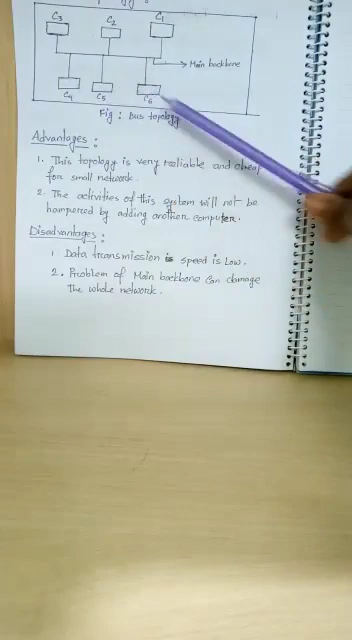 C3 C2 C1
Main backbone
C4 C5 C6
Fig : Bus topology
Advantages :
1. This topology is very realiable and cheap
for small network.
2. The activities of this system will not be
hampered by adding another computer.
Disadvantages :
1 Data transmission is speed is Low.
2. Problem of Main backbone can damage
the whole network.